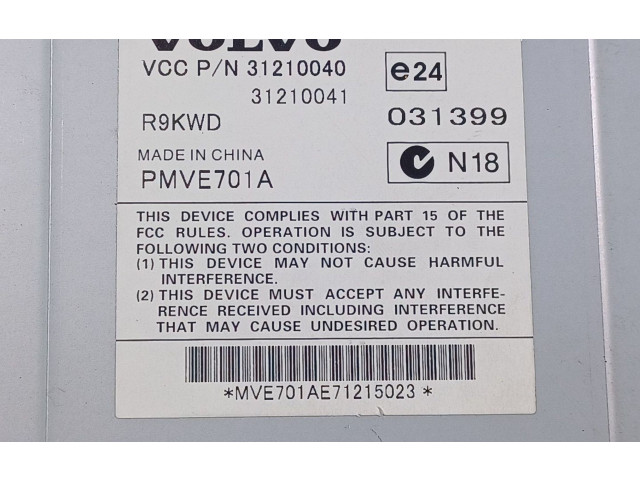 VOLVO
VCC P/N 31210040
31210041
e24
R9KWD
031399
MADE IN CHINA
PMVE701A
N18
THIS DEVICE COMPLIES WITH PART 15 OF THE
FCC RULES. OPERATION IS SUBJECT TO THE
FOLLOWING TWO CONDITIONS:
(1) THIS DEVICE MAY NOT CAUSE HARMFUL
INTERFERENCE.
(2) THIS DEVICE MUST ACCEPT ANY INTERFE-
RENCE RECEIVED INCLUDING INTERFERENCE
THAT MAY CAUSE UNDESIRED OPERATION.
*MVE701AE71215023*